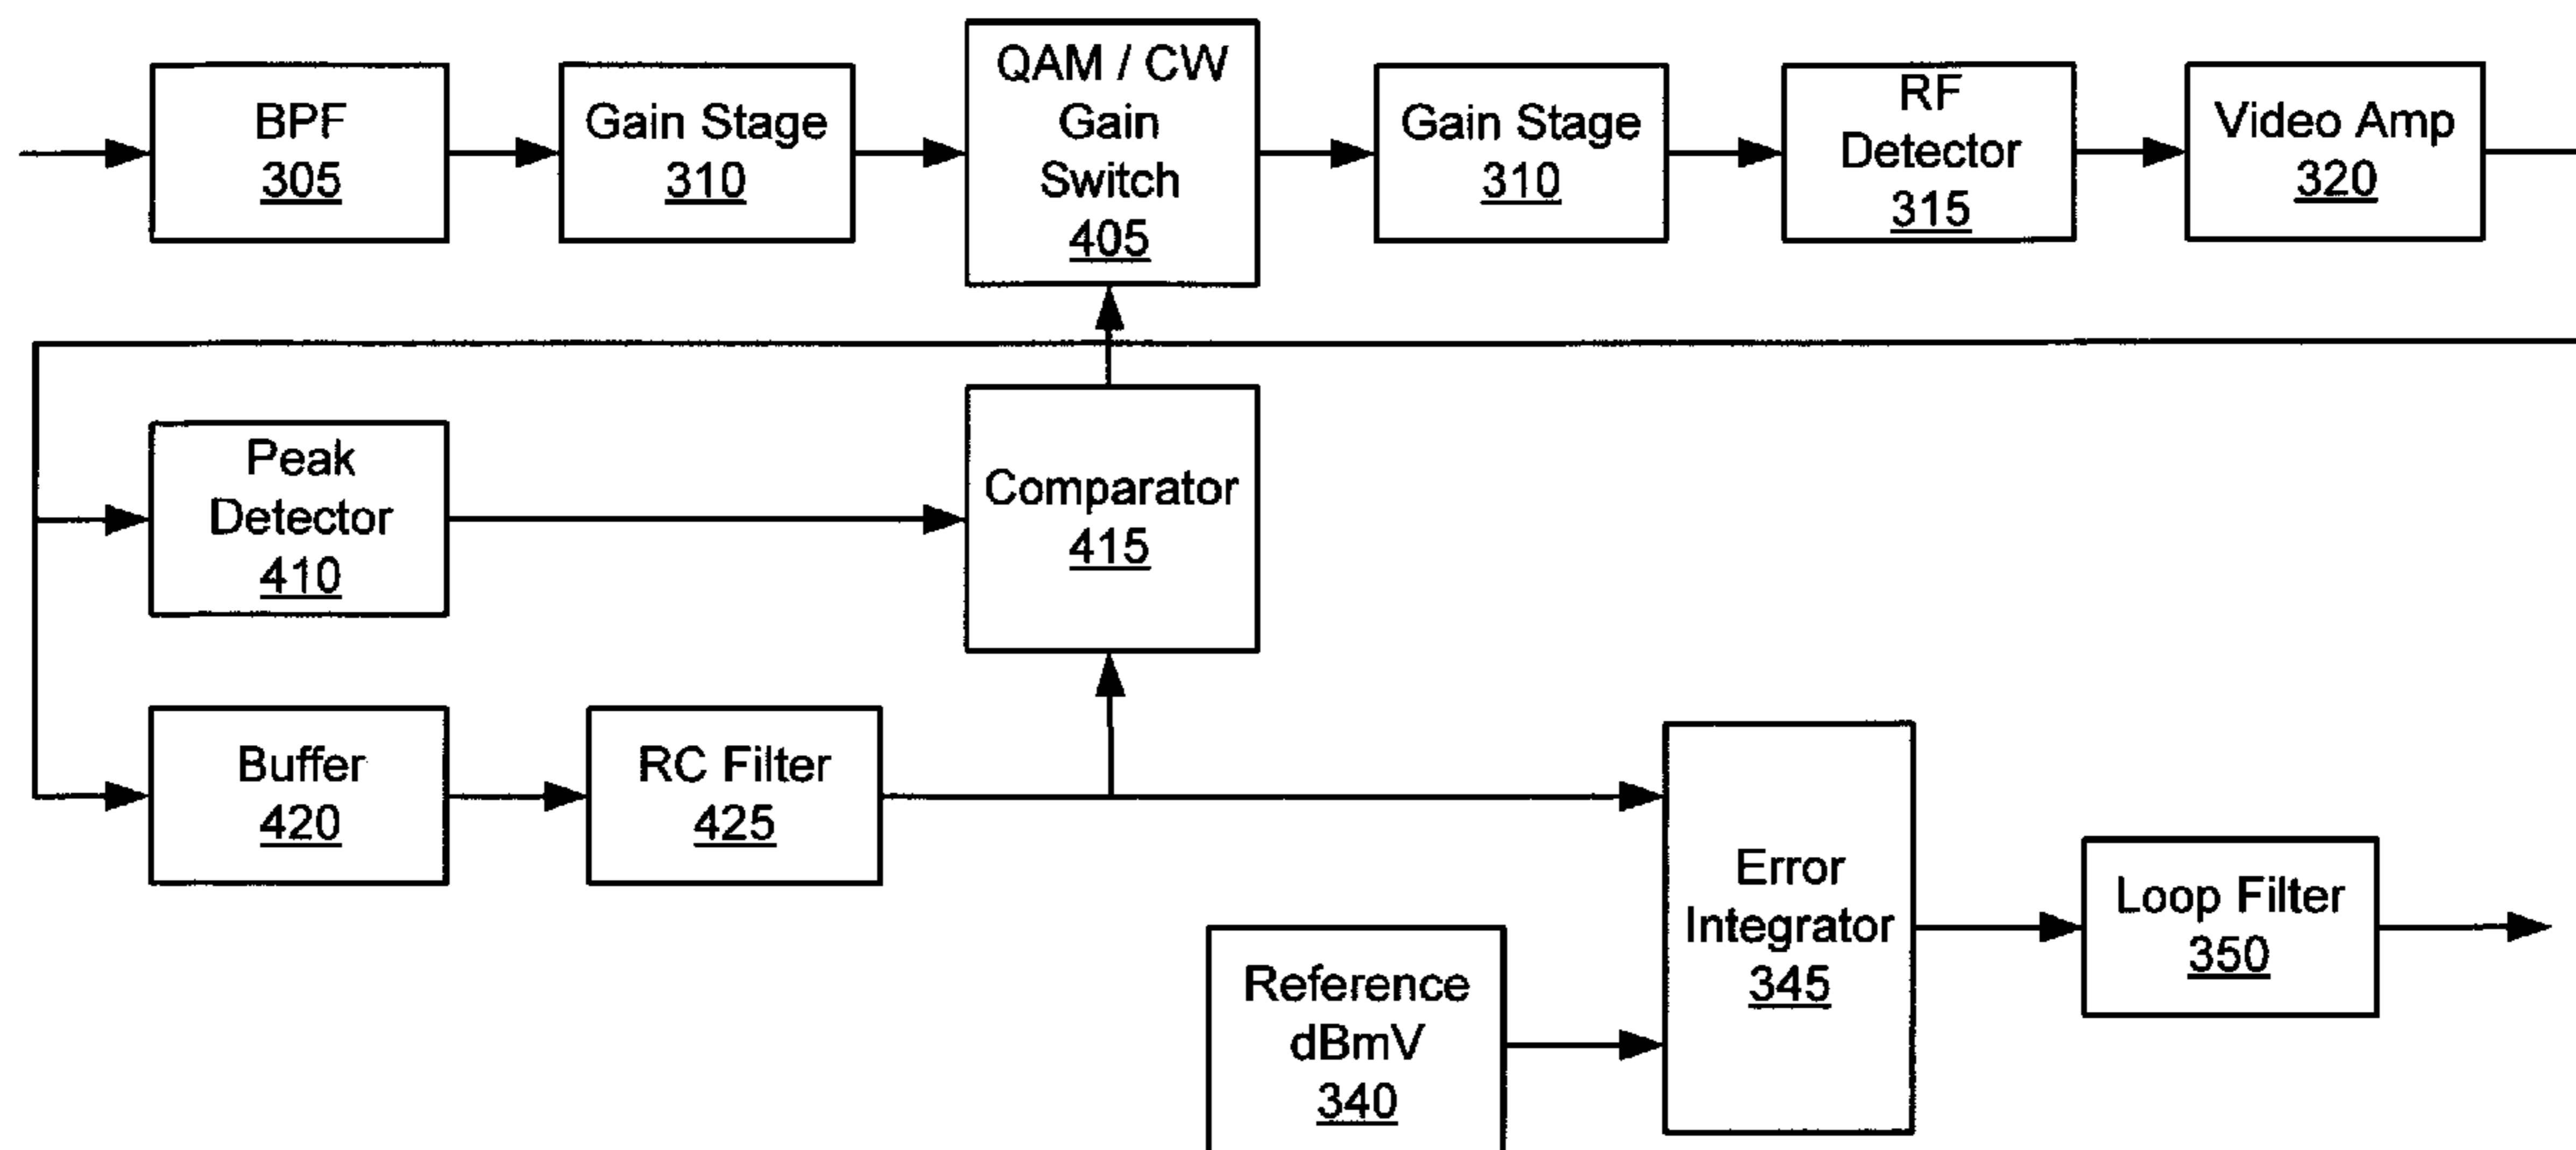 BPF
305
Gain Stage
310
QAM / CW
Gain
Switch
405
Gain Stage
310
RF
Detector
315
Video Amp
320
Peak
Detector
410
Comparator
415
Buffer
420
RC Filter
425
Error
Integrator
345
Loop Filter
350
Reference
dBmV
340